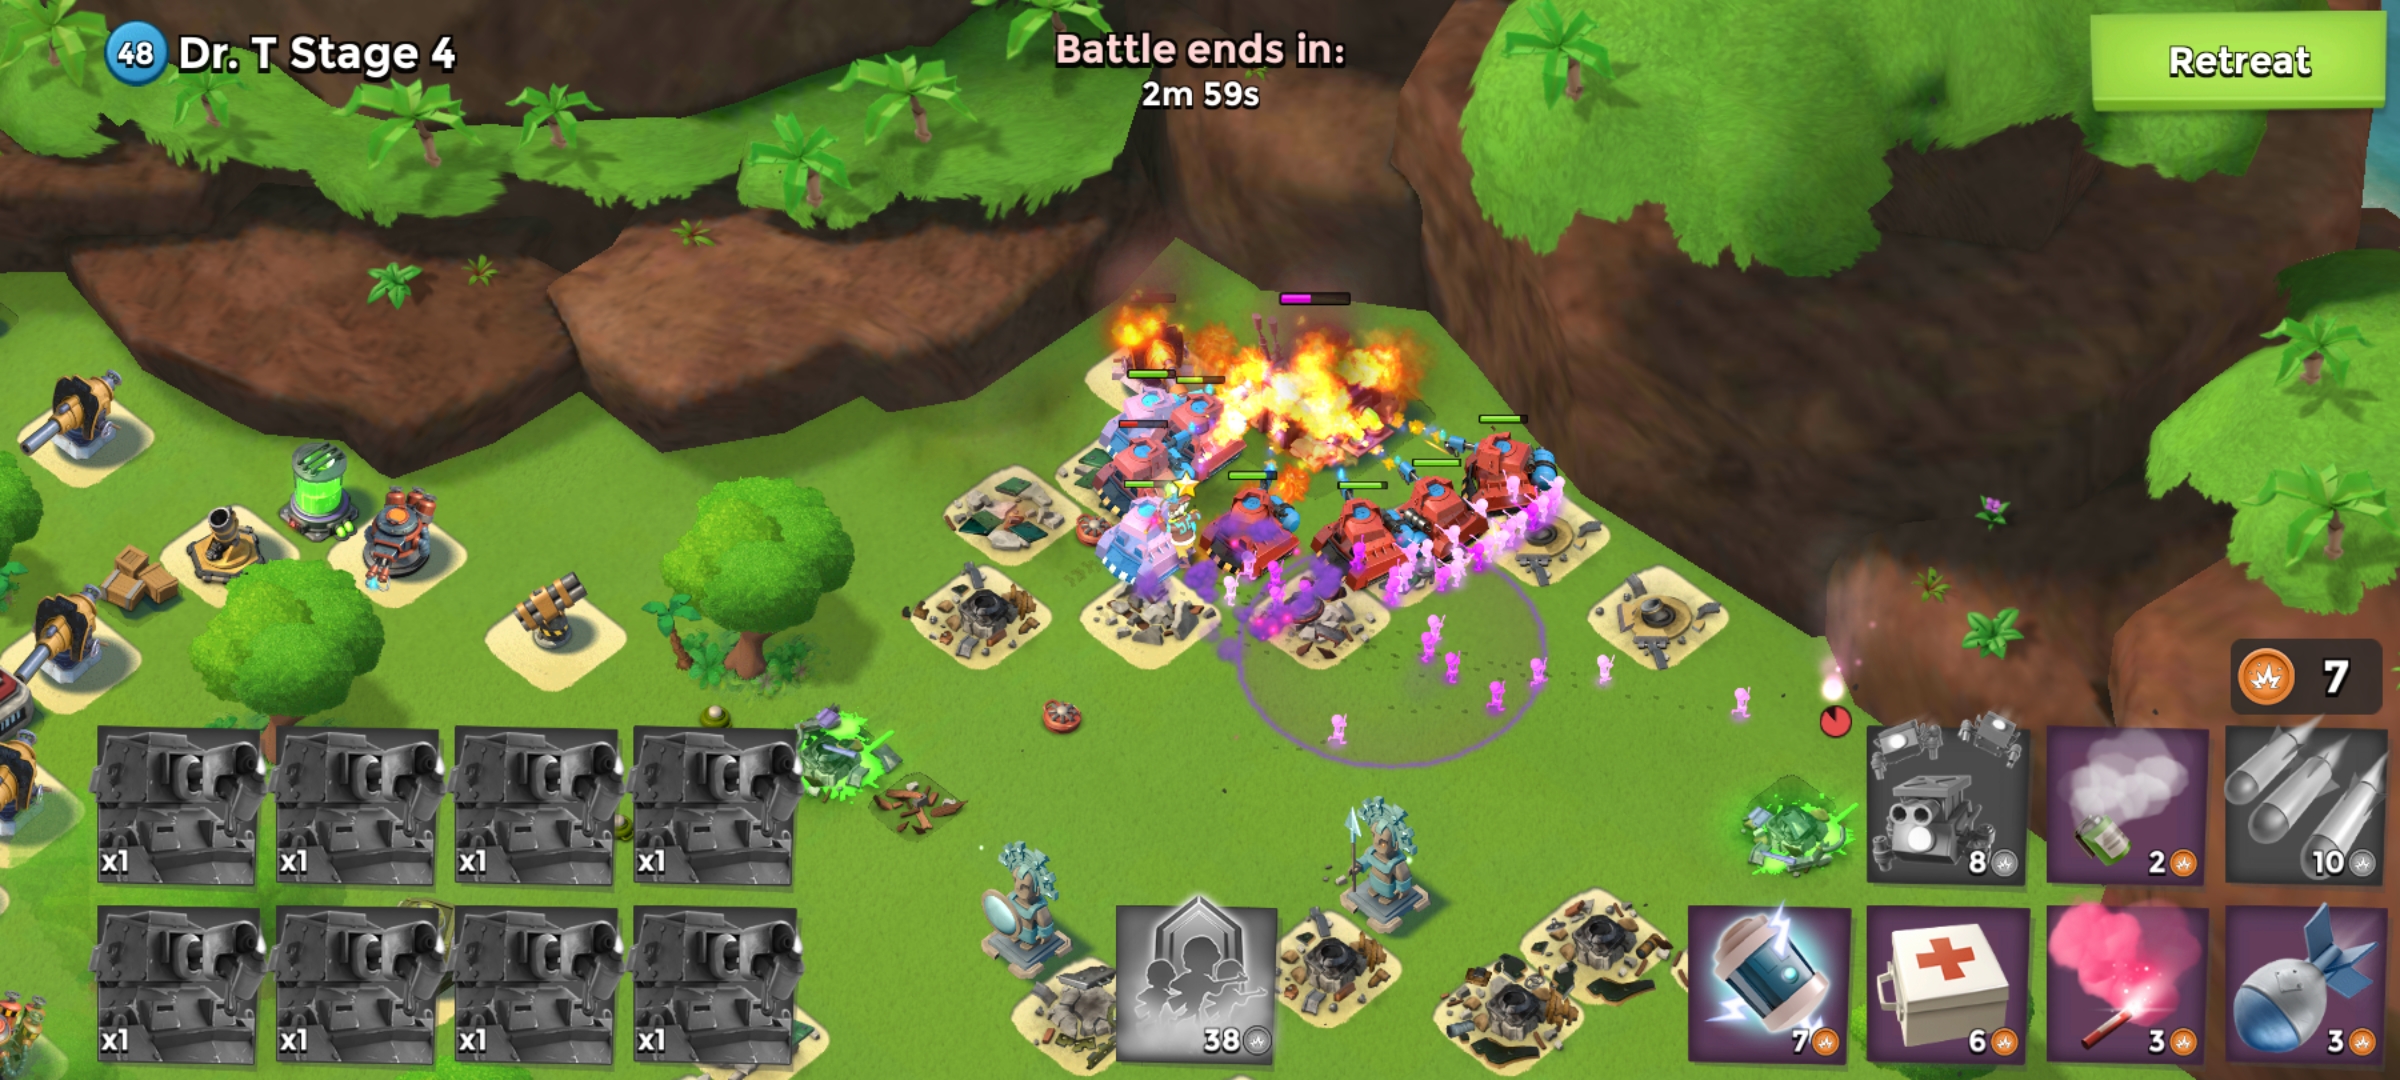 48 Dr. T Stage 4
Battle ends in:
2m 59s
Retreat
7
x1 x1 x1 x1
8 2 10
x1 x1 x1 x1
38
7 6 3 3